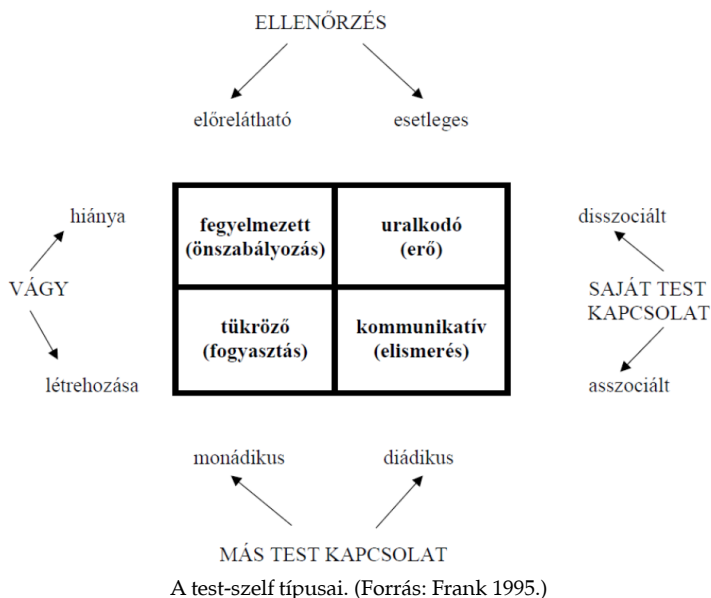 ELLENŐRZÉS
előrelátható esetleges
hiánya
fegyelmezett
(önszabályozás)
uralkodó
(erő)
disszociált
VÁGY
SAJÁT TEST
KAPCSOLAT
tükröző
(fogyasztás)
kommunikatív
(elismerés)
létrehozása
asszociált
monádikus diádikus
MÁS TEST KAPCSOLAT
A test-szelf típusai. (Forrás: Frank 1995.)